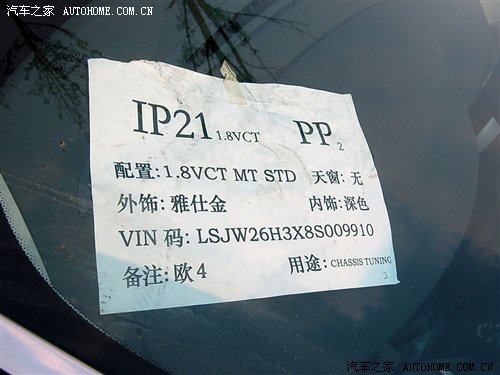 汽车之家 AUTOHOME.COM.CN
IP21 1.8VCT PP 2
配置: 1.8VCT MT STD 天窗: 无
外饰: 雅仕金 内饰: 深色
VIN 码: LSJW26H3X8S009910
备注: 欧4 用途: CHASSIS TUNING
2
汽车之家 AUTOHOME.COM.CN